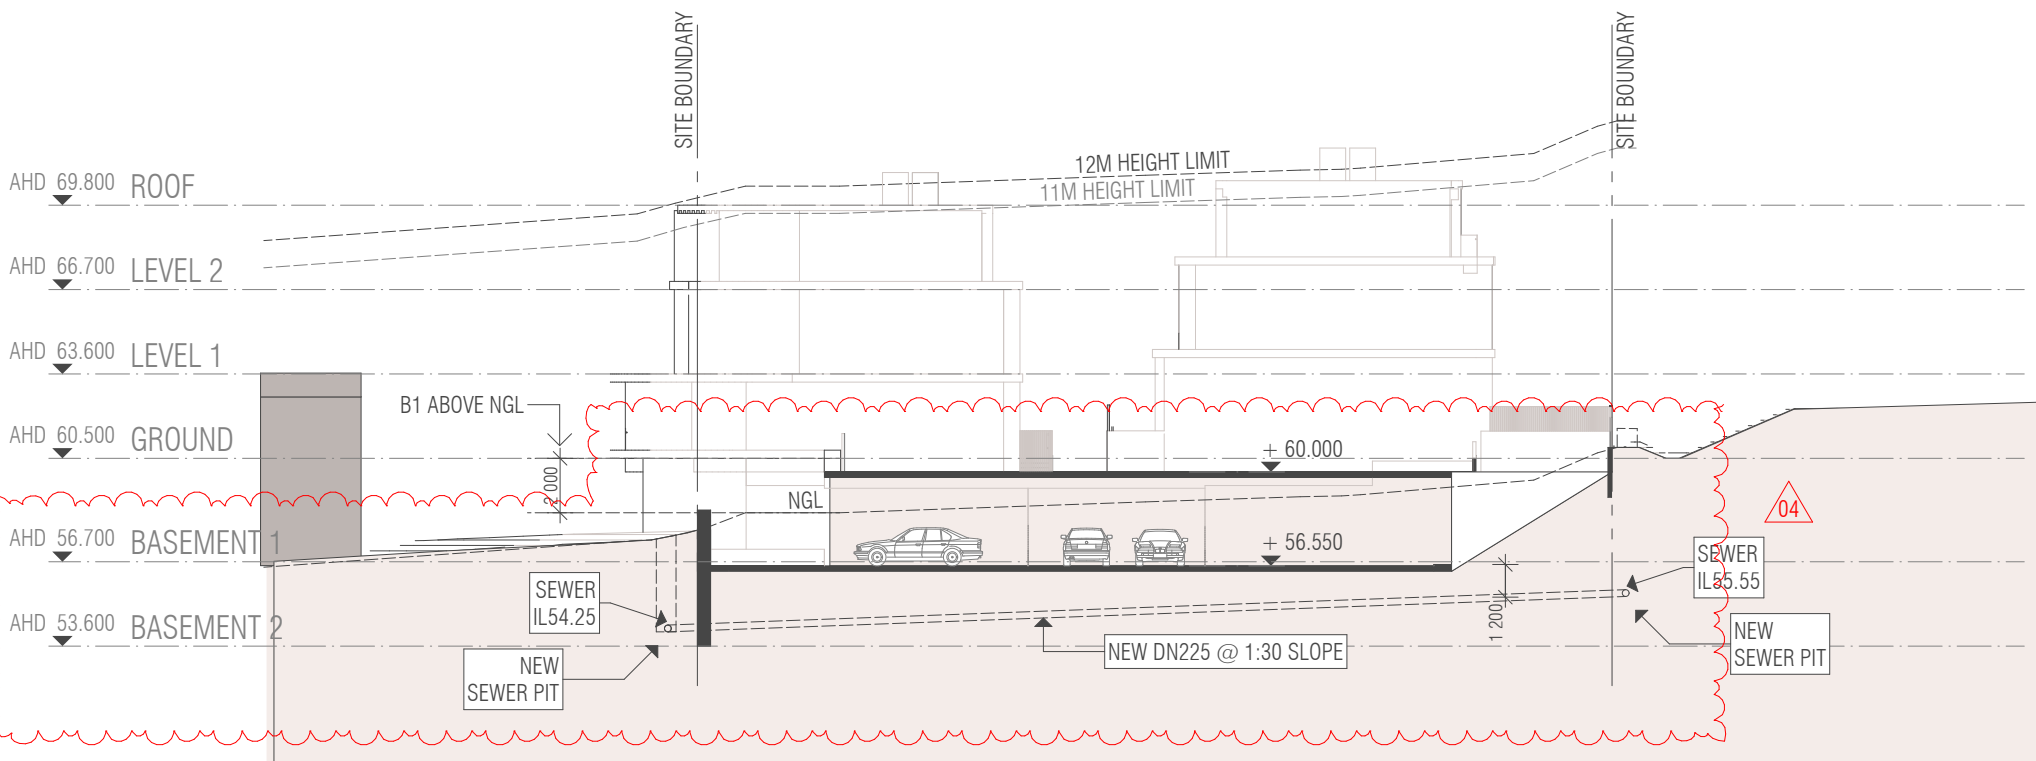 SITE BOUNDARY
SITE BOUNDARY
12M HEIGHT LIMIT
11M HEIGHT LIMIT
AHD 69.800 ROOF
AHD 66.700 LEVEL 2
AHD 63.600 LEVEL 1
B1 ABOVE NGL
AHD 60.500 GROUND
+ 60.000
2 000
NGL
04
AHD 56.700 BASEMENT 1
+ 56.550
SEWER
IL55.55
SEWER
IL54.25
1 200
AHD 53.600 BASEMENT 2
NEW DN225 @ 1:30 SLOPE
NEW
SEWER PIT
NEW
SEWER PIT